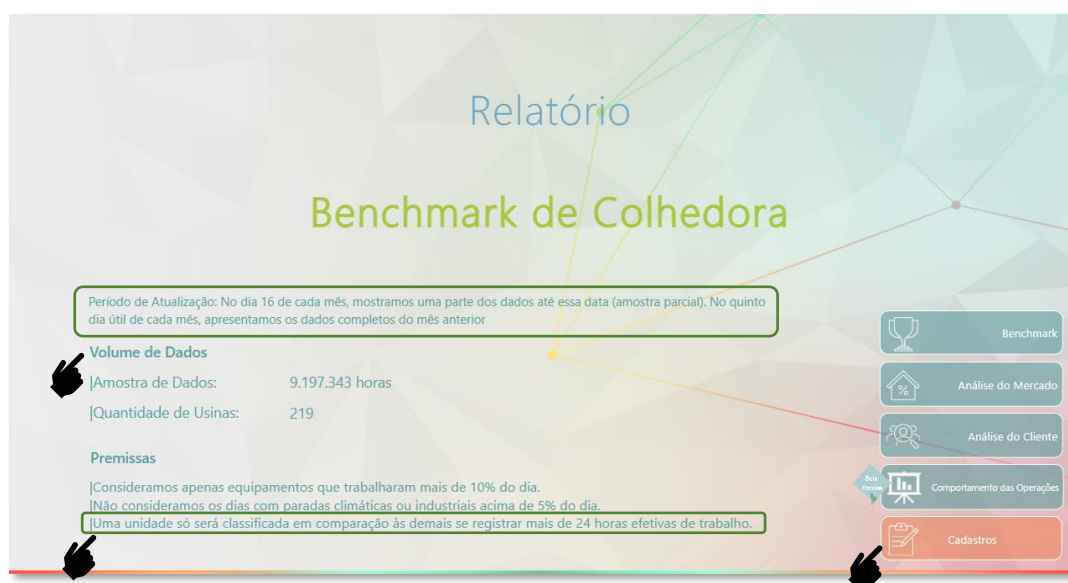 Relatório
Benchmark de Colhedora
Período de Atualização: No dia 16 de cada mês, mostramos uma parte dos dados até essa data (amostra parcial). No quinto
dia útil de cada mês, apresentamos os dados completos do mês anterior
Volume de Dados
|Amostra de Dados: 9.197.343 horas
|Quantidade de Usinas: 219
Premissas
|Consideramos apenas equipamentos que trabalharam mais de 10% do dia.
|Não consideramos os dias com paradas climáticas ou industriais acima de 5% do dia.
|Uma unidade só será classificada em comparação às demais se registrar mais de 24 horas efetivas de trabalho.
Benchmark
%
Análise do Mercado
Análise do Cliente
Beta
Version
Comportamento das Operações
Cadastros